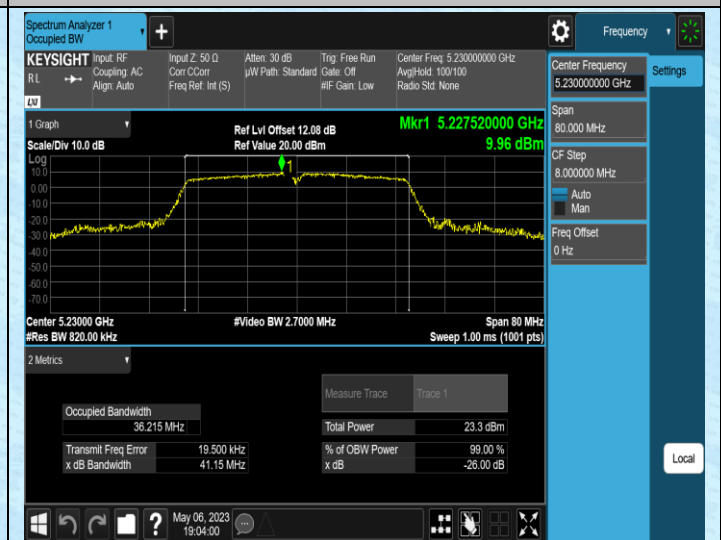 Spectrum Analyzer 1
Occupied BW
Frequency
KEYSIGHT
R L
LXI
Input: RF
Coupling: AC
Align: Auto
Input Z: 50 Ω
Corr CCorr
Freq Ref: Int (S)
Atten: 30 dB
µW Path: Standard
Trig: Free Run
Gate: Off
#IF Gain: Low
Center Freq: 5.230000000 GHz
Avg|Hold: 100/100
Radio Std: None
Center Frequency
5.230000000 GHz
Settings
Span
80.000 MHz
CF Step
8.000000 MHz
Auto
Man
Freq Offset
0 Hz
1 Graph
Scale/Div 10.0 dB
Ref Lvl Offset 12.08 dB
Ref Value 20.00 dBm
Mkr1 5.227520000 GHz
9.96 dBm
Log
10.0
0.00
-10.0
-20.0
-30.0
-40.0
-50.0
-60.0
-70.0
1
Center 5.23000 GHz
#Video BW 2.7000 MHz
Span 80 MHz
#Res BW 820.00 kHz
Sweep 1.00 ms (1001 pts)
2 Metrics
Measure Trace
Trace 1
Occupied Bandwidth
36.215 MHz
Total Power
23.3 dBm
Transmit Freq Error
19.500 kHz
% of OBW Power
99.00 %
x dB Bandwidth
41.15 MHz
x dB
-26.00 dB
Local
?
May 06, 2023
19:04:00